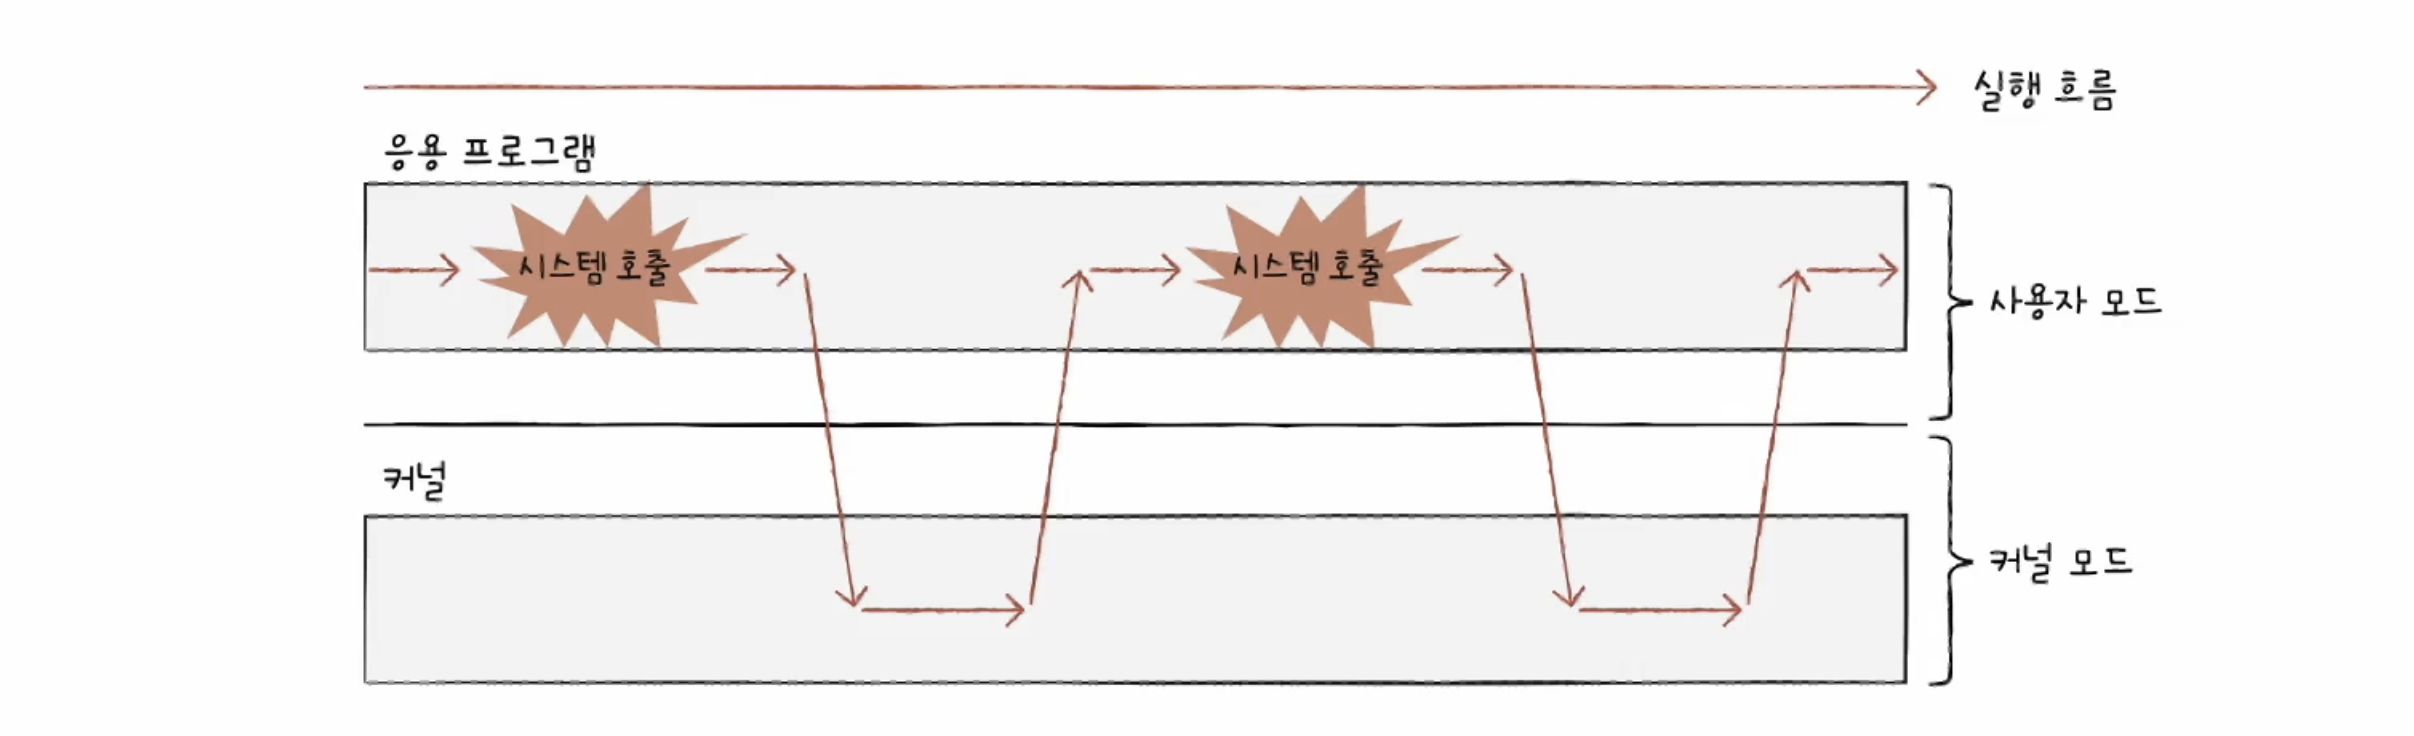 실행 흐름
응용 프로그램
시스템 호출
시스템 호출
사용자 모드
커널
커널 모드